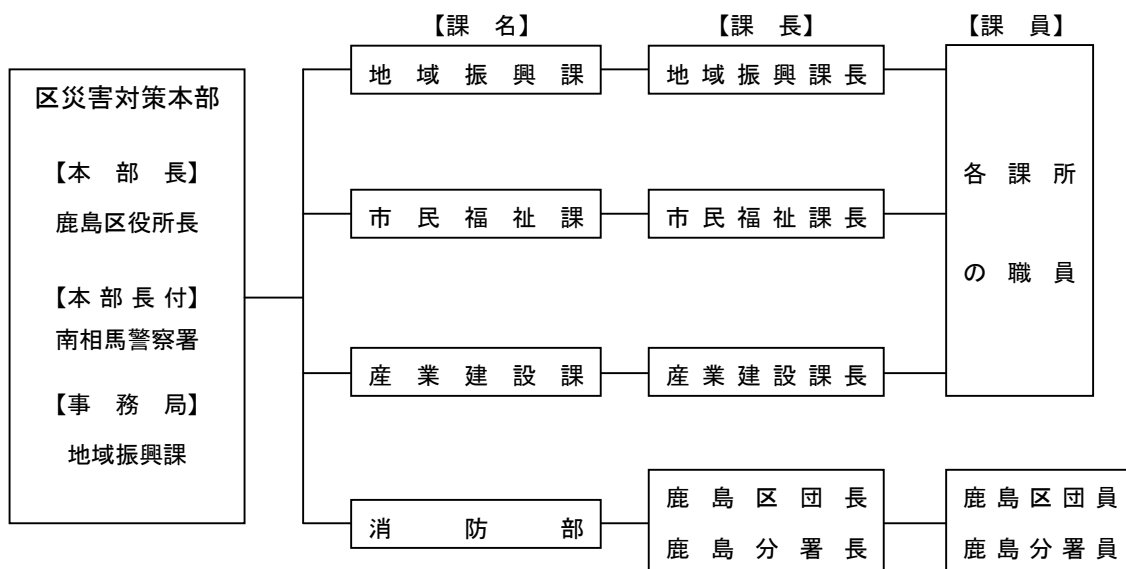 【課 名】 【課 長】 【課 員】
区災害対策本部
【本 部 長】
鹿島区役所長
【本 部 長 付】
南相馬警察署
【事 務 局】
地域振興課
地 域 振 興 課
地 域 振 興 課 長
市 民 福 祉 課
市 民 福 祉 課 長
産 業 建 設 課
産 業 建 設 課 長
各 課 所
の 職 員
消 防 部
鹿 島 区 団 長
鹿 島 分 署 長
鹿 島 区 団 員
鹿 島 分 署 員